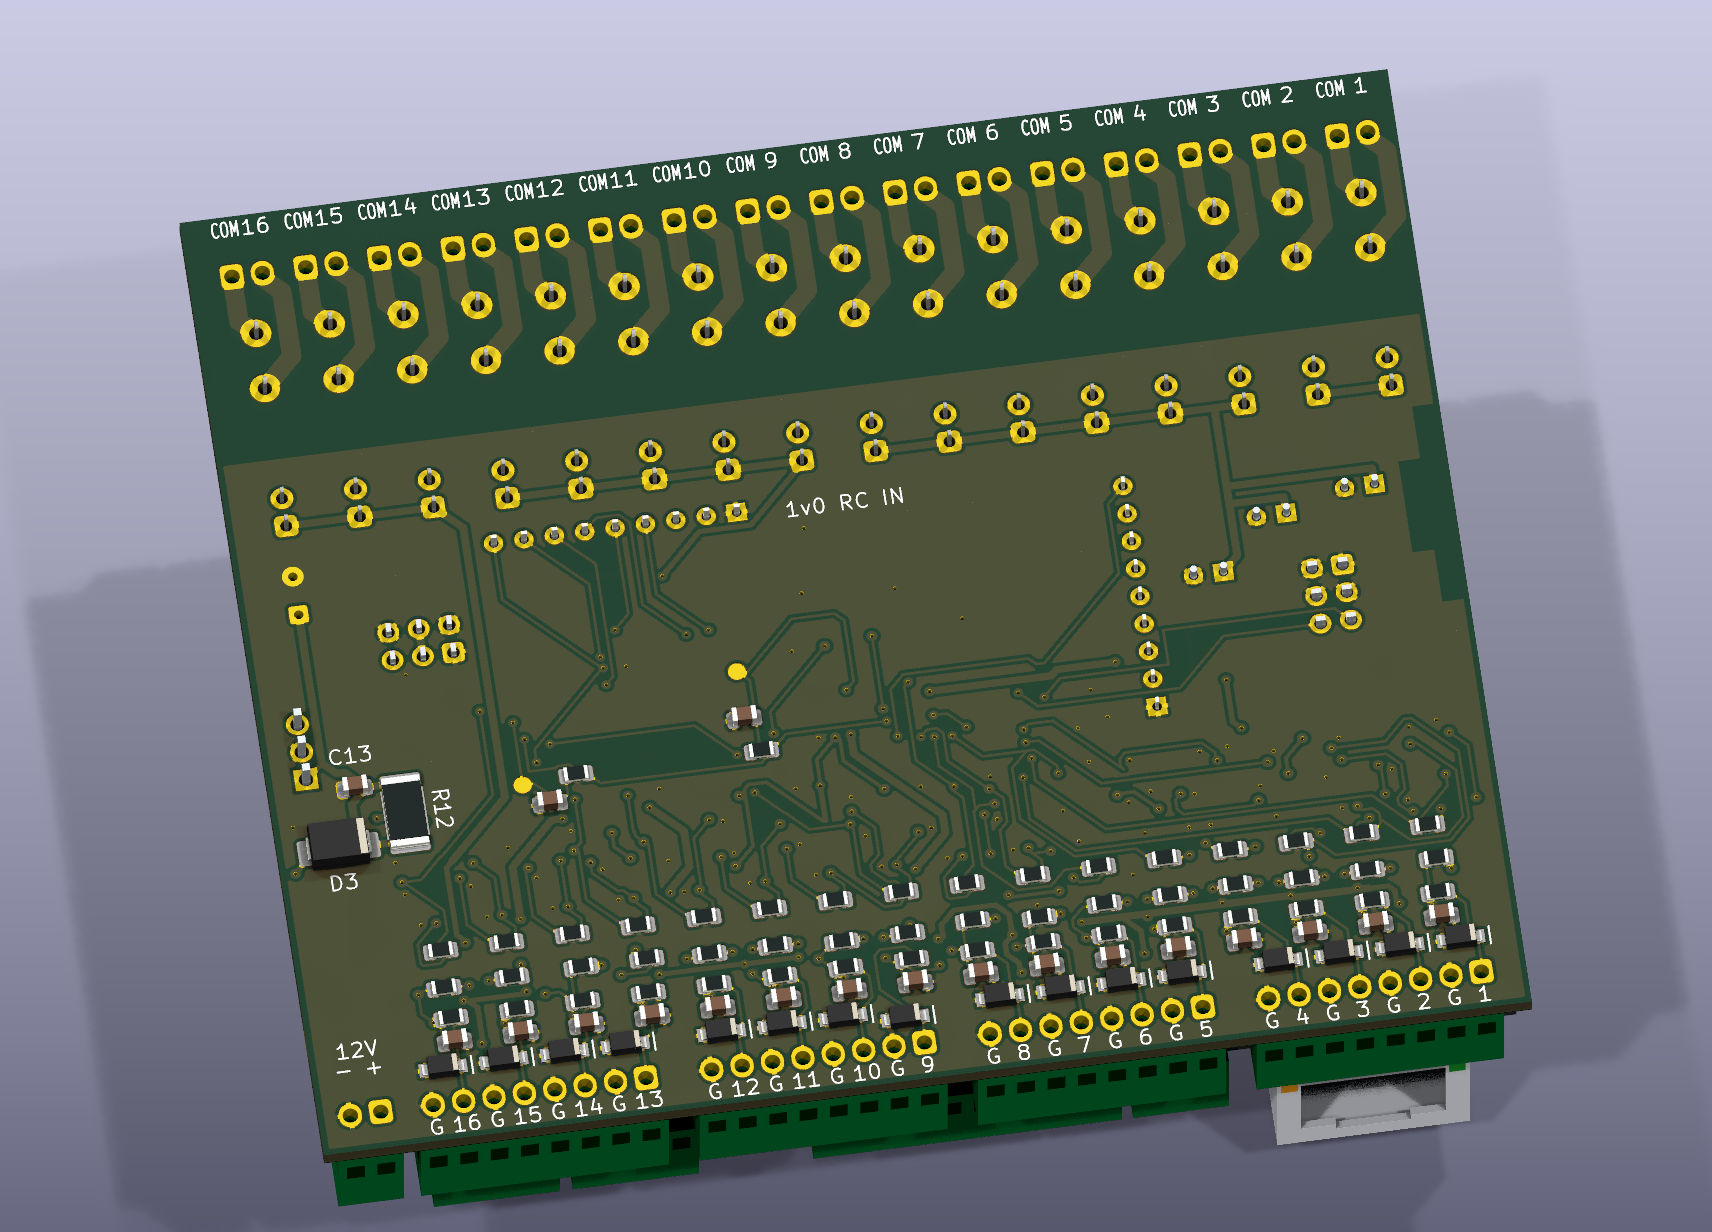 COM16 COM15 COM14 COM13 COM12 COM11 COM10 COM 9 COM 8 COM 7 COM 6 COM 5 COM 4 COM 3 COM 2 COM 1
1v0 RC IN
C13
R12
D3
12V
- +
G 16 G 15 G 14 G 13
G 12 G 11 G 10 G 9
G 8 G 7 G 6 G 5
G 4 G 3 G 2 G 1